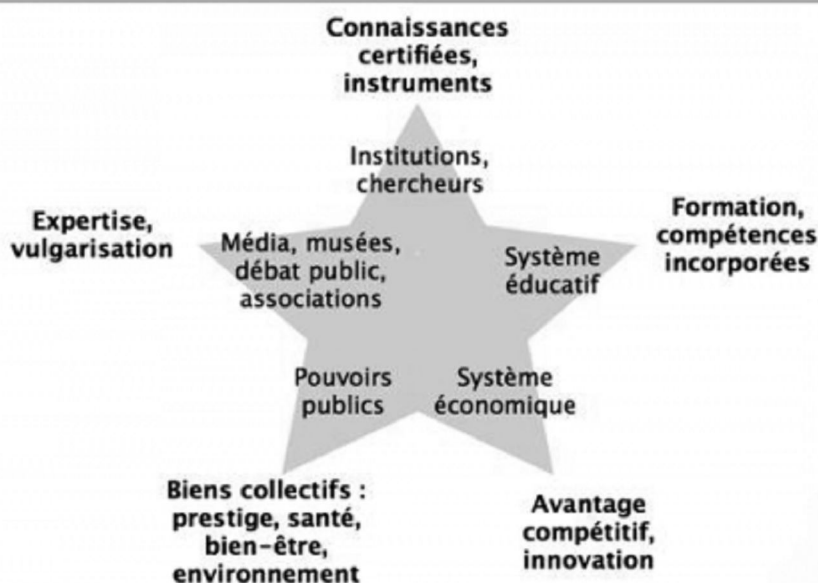 Connaissances
certifiées,
instruments
Institutions,
chercheurs
Expertise,
vulgarisation
Média, musées,
débat public,
associations
Système
éducatif
Formation,
compétences
incorporées
Pouvoirs
publics
Système
économique
Biens collectifs :
prestige, santé,
bien-être,
environnement
Avantage
compétitif,
innovation